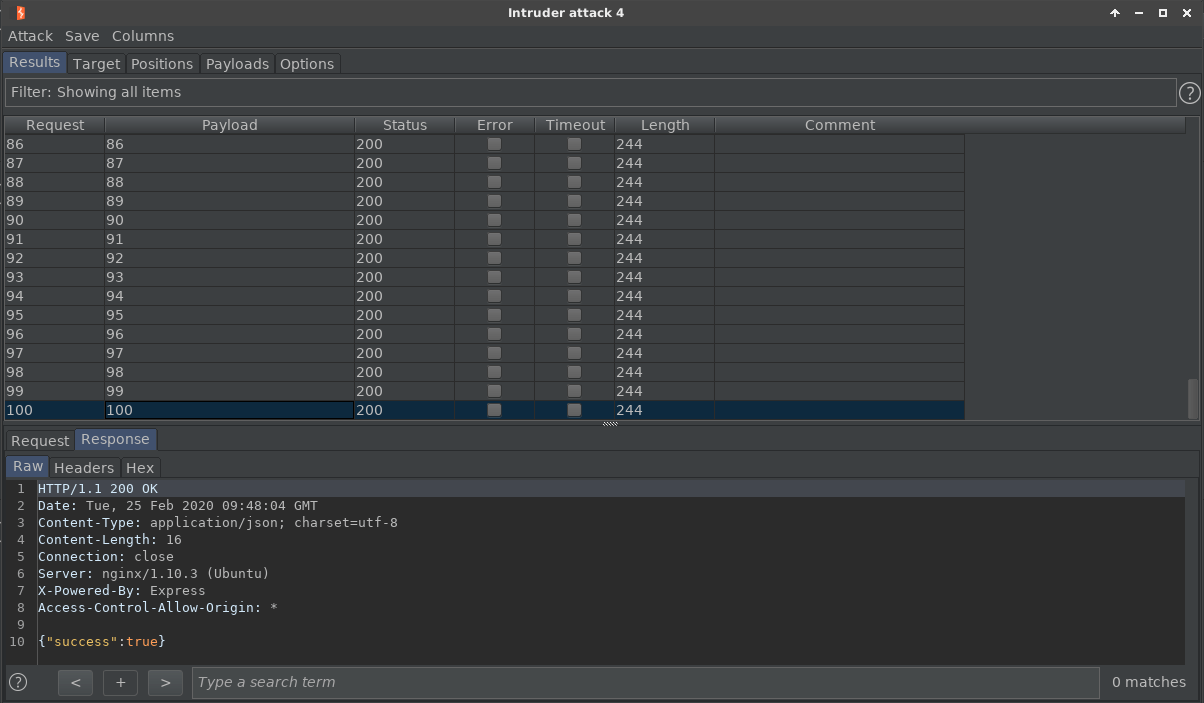 Intruder attack 4
Attack Save Columns
Results Target Positions Payloads Options
Filter: Showing all items
?
Request Payload Status Error Timeout Length Comment
86 86 200 244
87 87 200 244
88 88 200 244
89 89 200 244
90 90 200 244
91 91 200 244
92 92 200 244
93 93 200 244
94 94 200 244
95 95 200 244
96 96 200 244
97 97 200 244
98 98 200 244
99 99 200 244
100 100 200 244
Request Response
Raw Headers Hex
1 HTTP/1.1 200 OK
2 Date: Tue, 25 Feb 2020 09:48:04 GMT
3 Content-Type: application/json; charset=utf-8
4 Content-Length: 16
5 Connection: close
6 Server: nginx/1.10.3 (Ubuntu)
7 X-Powered-By: Express
8 Access-Control-Allow-Origin: *
9
10 {"success":true}
? < + > Type a search term 0 matches